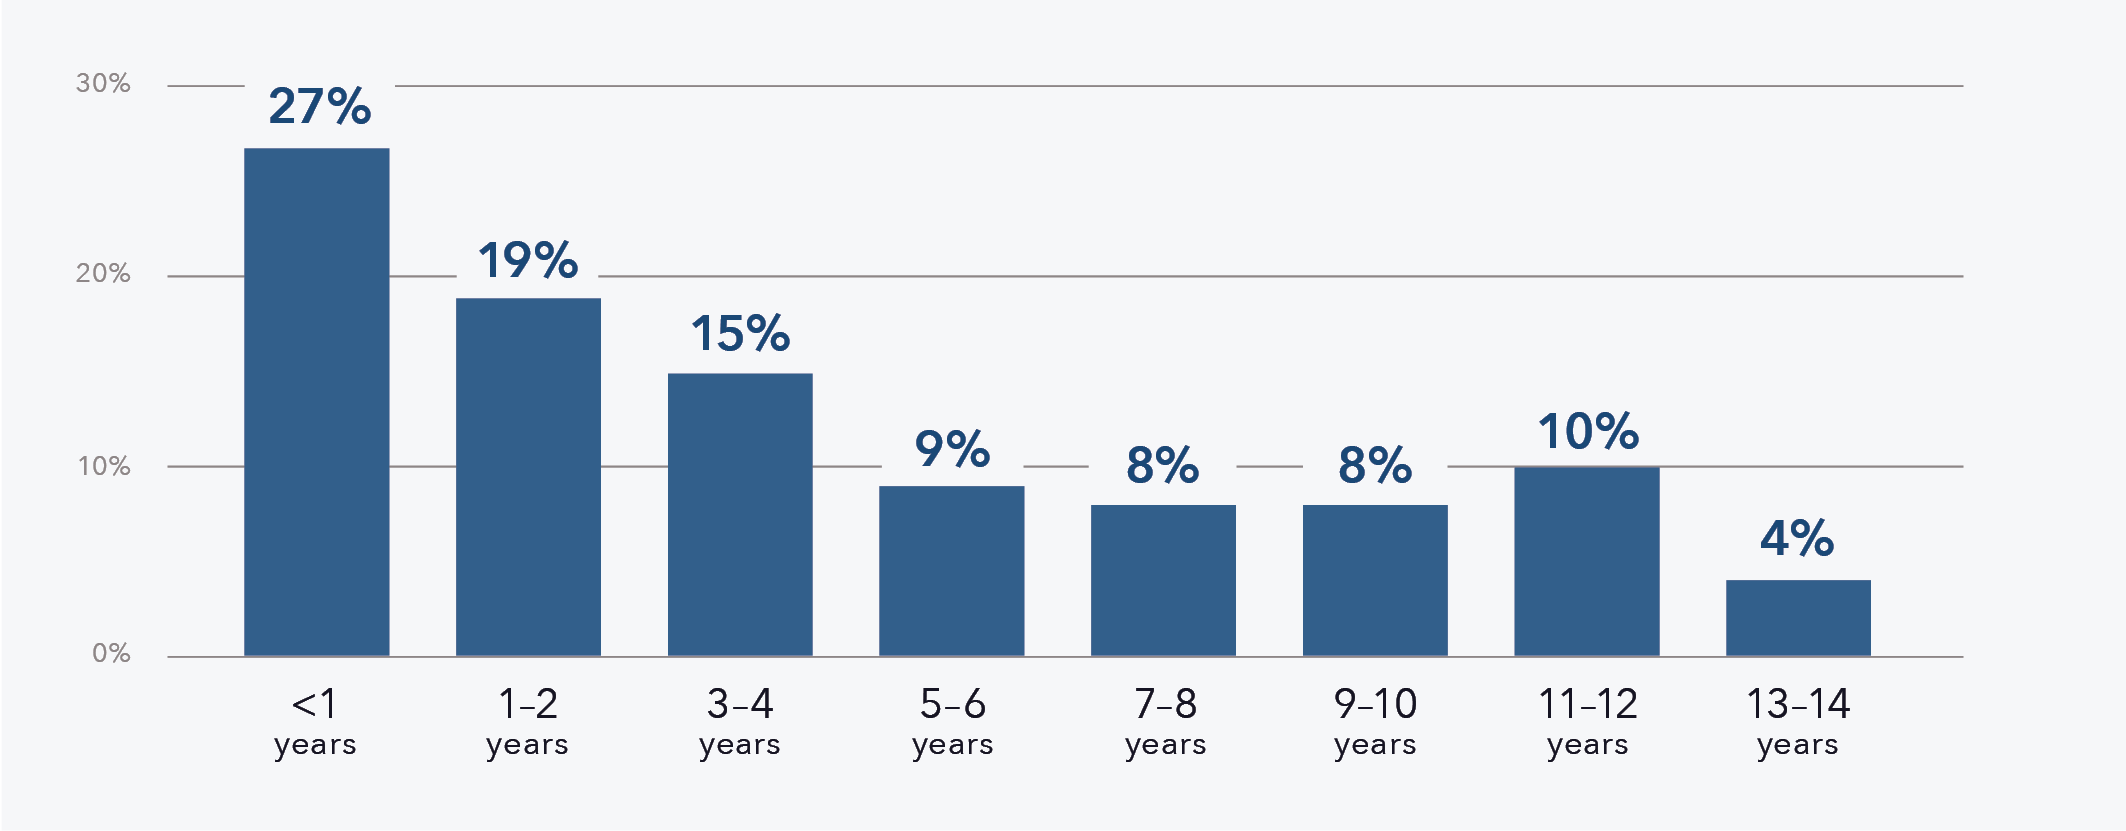 30%
27%
20%
19%
15%
10%
9%
8%
8%
10%
4%
0%
<1
years
1–2
years
3–4
years
5–6
years
7–8
years
9–10
years
11–12
years
13–14
years